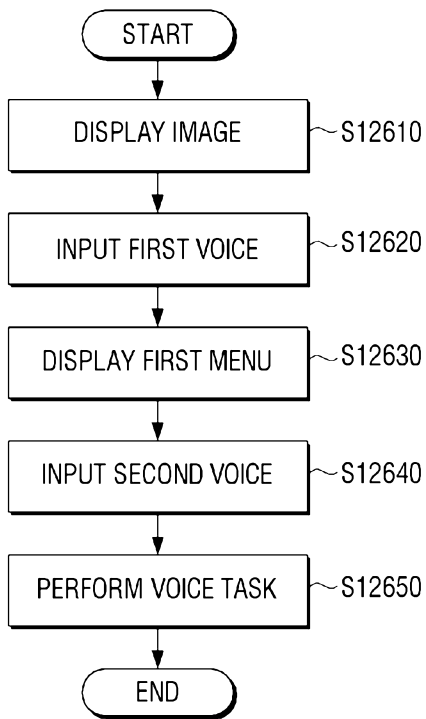 START
DISPLAY IMAGE
S12610
INPUT FIRST VOICE
S12620
DISPLAY FIRST MENU
S12630
INPUT SECOND VOICE
S12640
PERFORM VOICE TASK
S12650
END